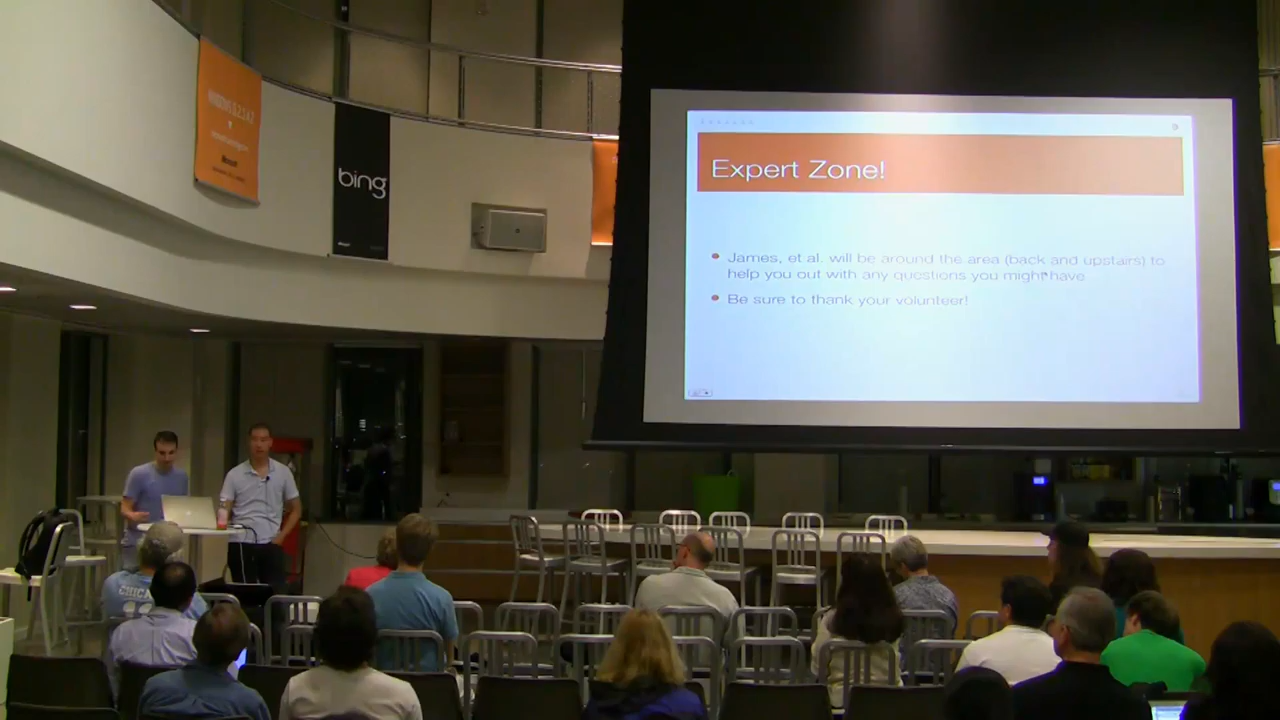 bing
Expert Zone!
James, et al. will be around the area (back and upstairs) to
help you out with any questions you might have
Be sure to thank your volunteer!
CHICAGO